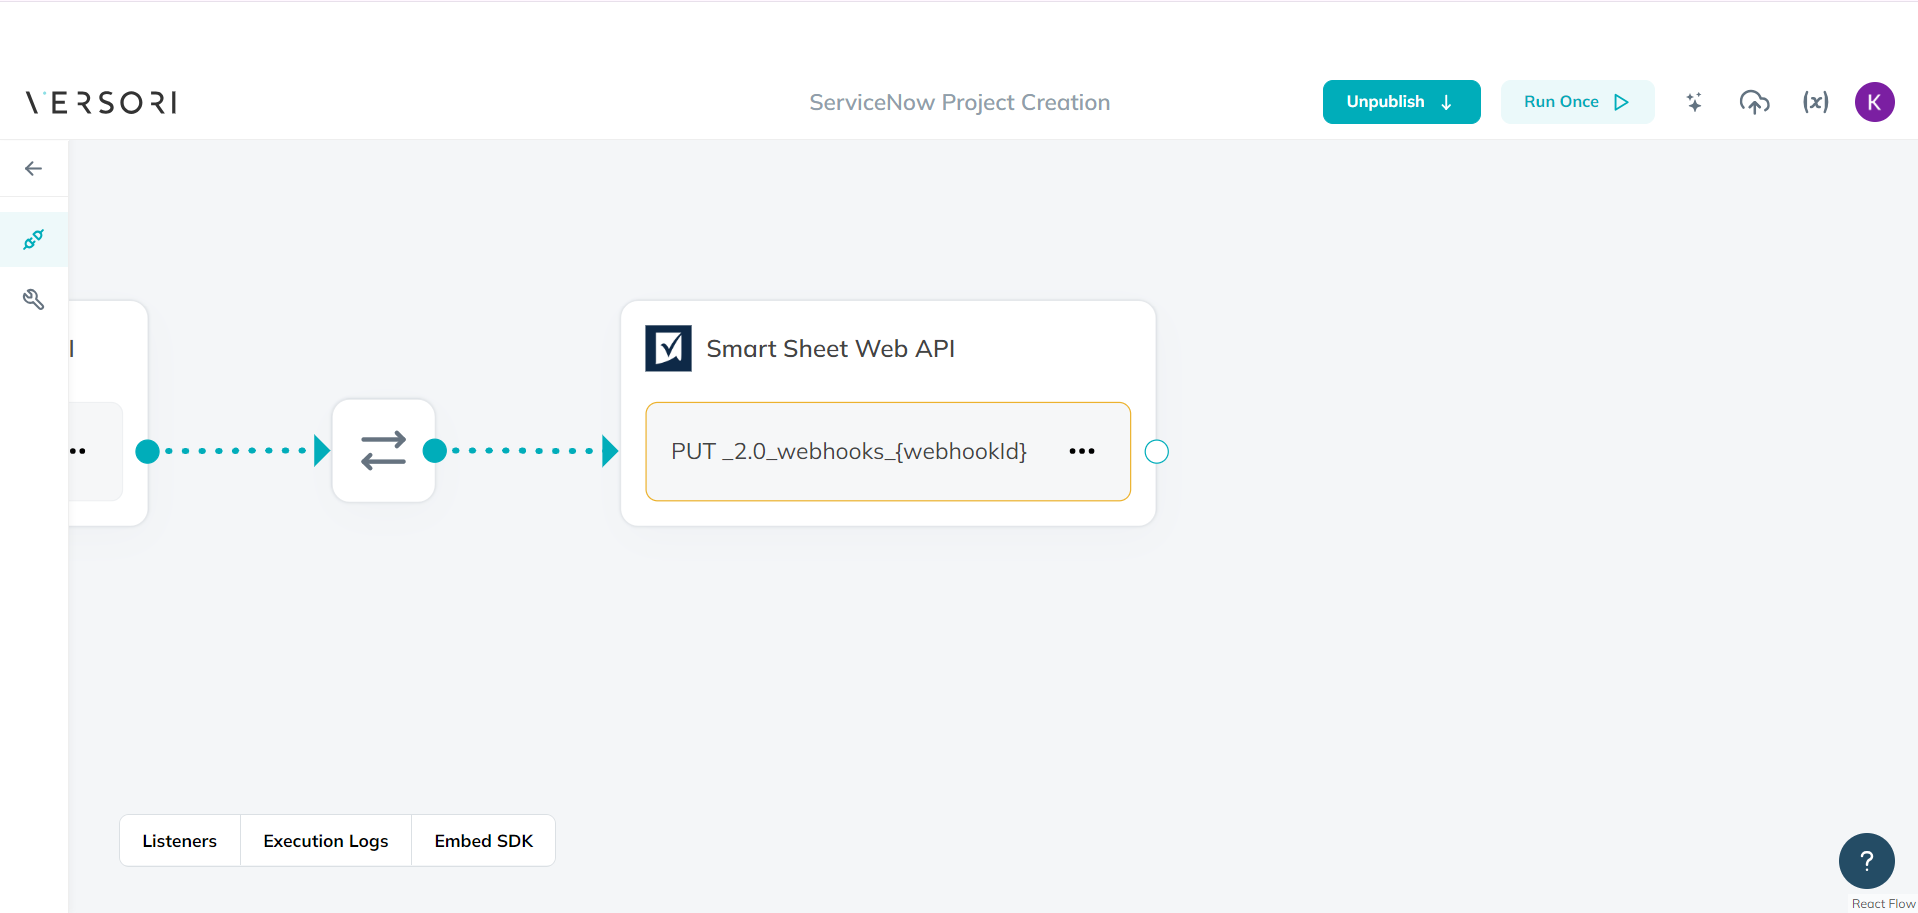 VERSORI
ServiceNow Project Creation
Unpublish
Run Once
(x)
K
I
Smart Sheet Web API
PUT _2.0_webhooks_{webhookId}
Listeners
Execution Logs
Embed SDK
?
React Flow